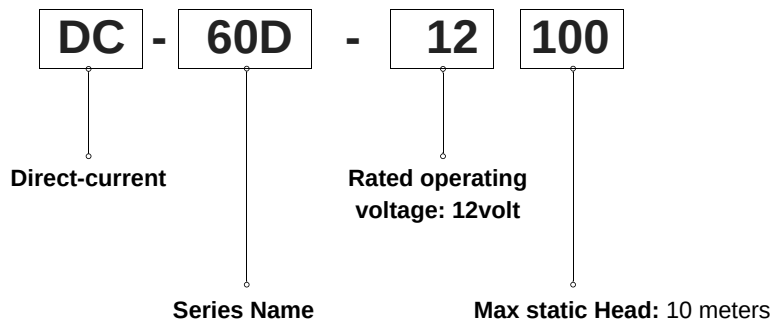 DC - 60D - 12 100
Direct-current
Rated operating
voltage: 12volt
Series Name
Max static Head: 10 meters